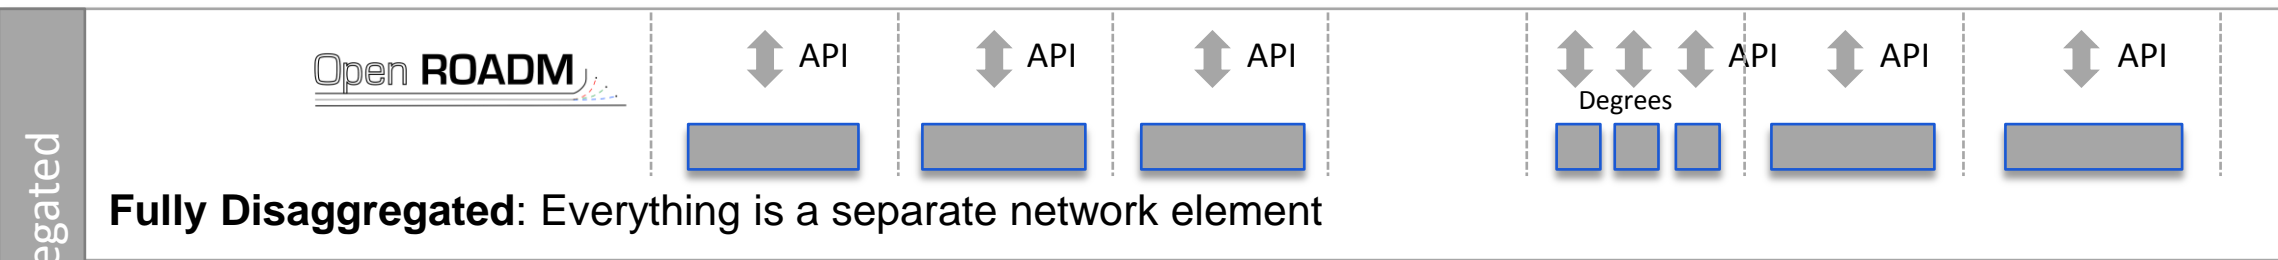 Open ROADM
API
API
API
API
API
API
Degrees
Fully Disaggregated: Everything is a separate network element
egated